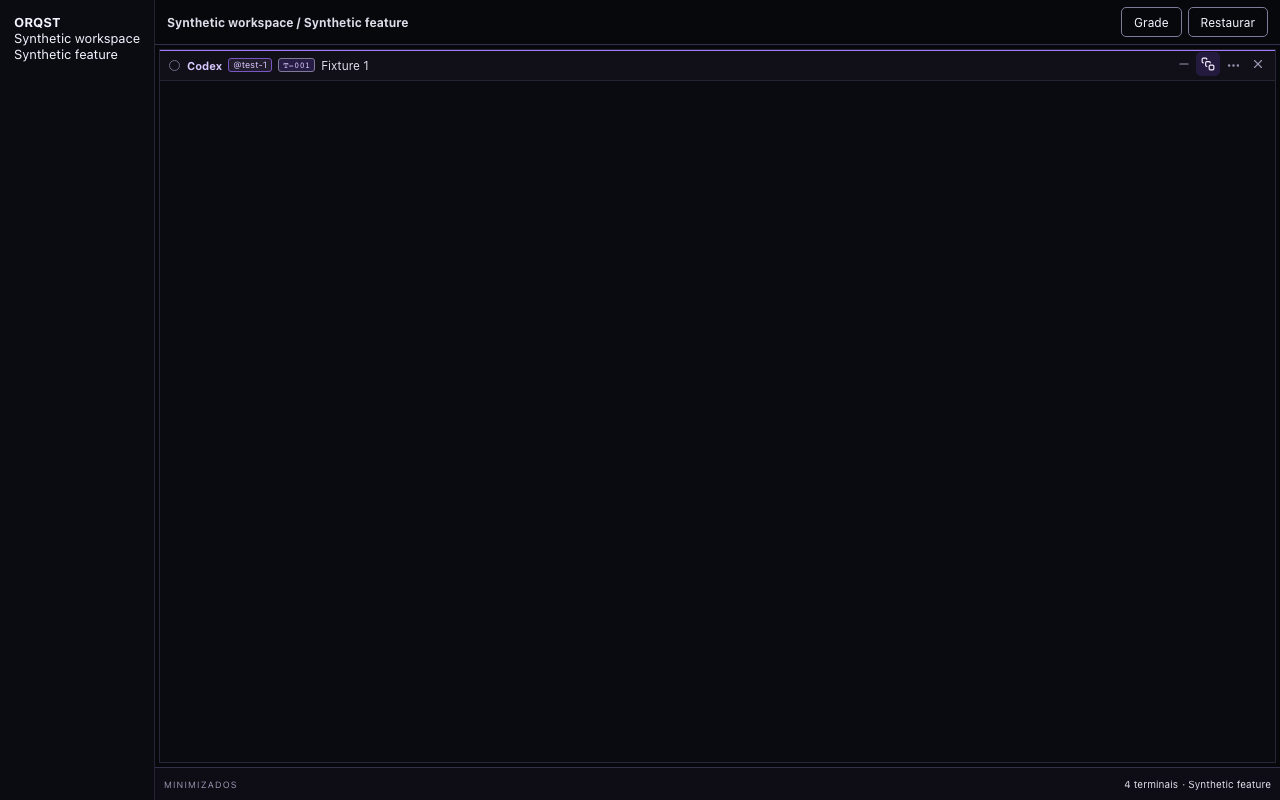 ORQST
Synthetic workspace
Synthetic feature
Synthetic workspace / Synthetic feature
Grade
Restaurar
Codex @test-1 T-001 Fixture 1
MINIMIZADOS
4 terminals · Synthetic feature